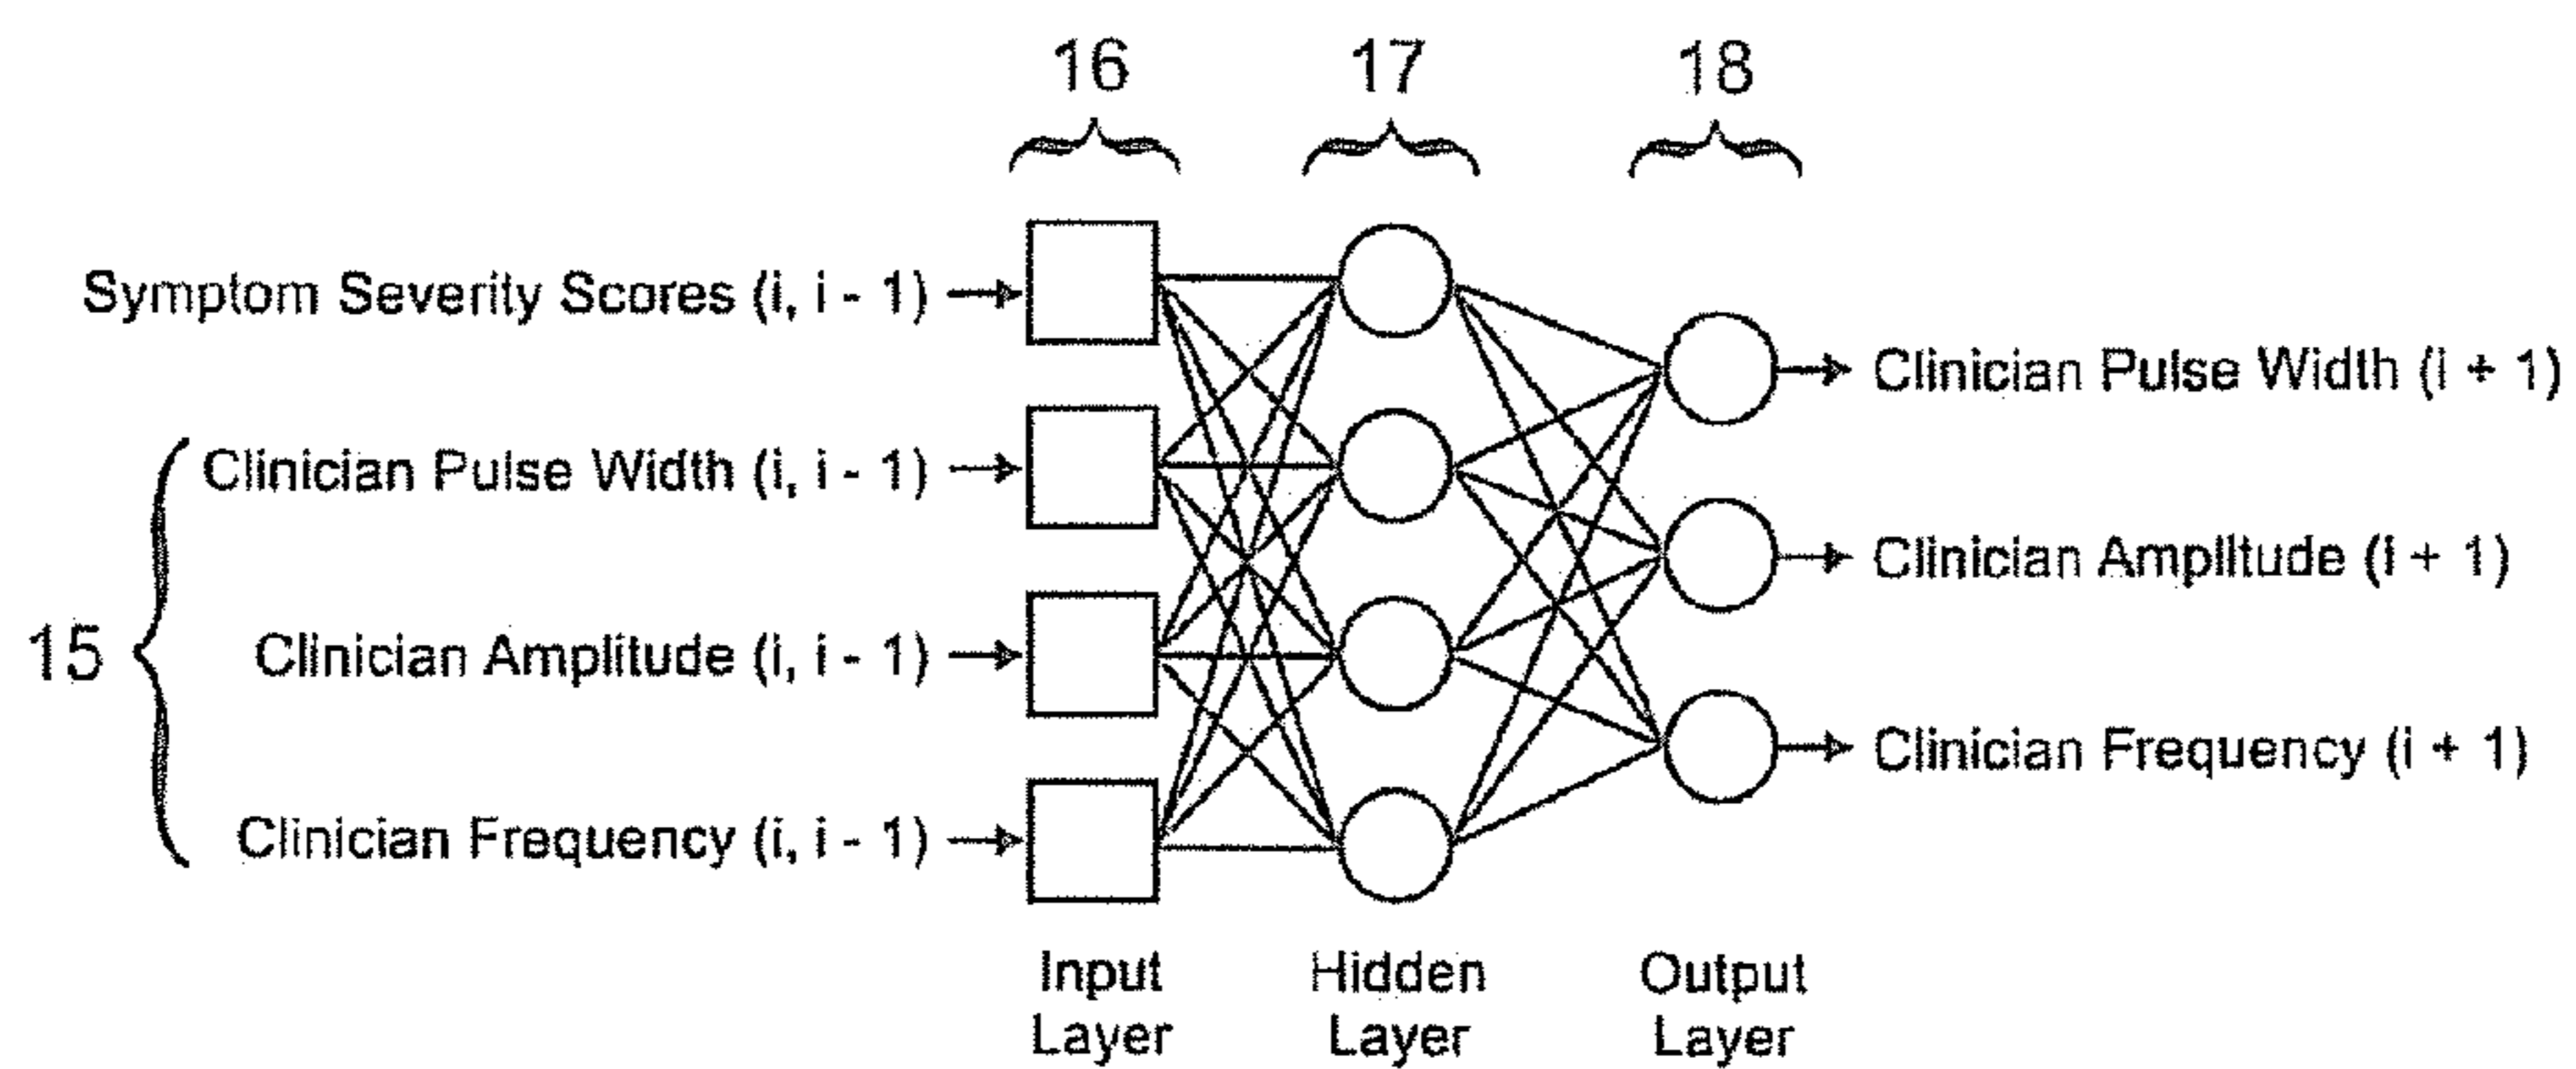 16 17 18
Symptom Severity Scores (i, i - 1)
Clinician Pulse Width (i + 1)
Clinician Pulse Width (i, i - 1)
Clinician Amplitude (i + 1)
15
Clinician Amplitude (i, i - 1)
Clinician Frequency (i + 1)
Clinician Frequency (i, i - 1)
Input Hidden Output
Layer Layer Layer